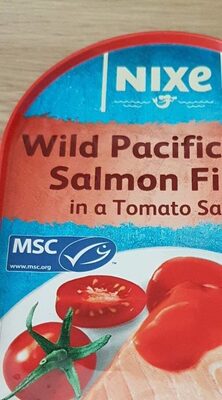 NIXE
Wild Pacific
Salmon Fi
in a Tomato Sa
MSC
www.msc.org